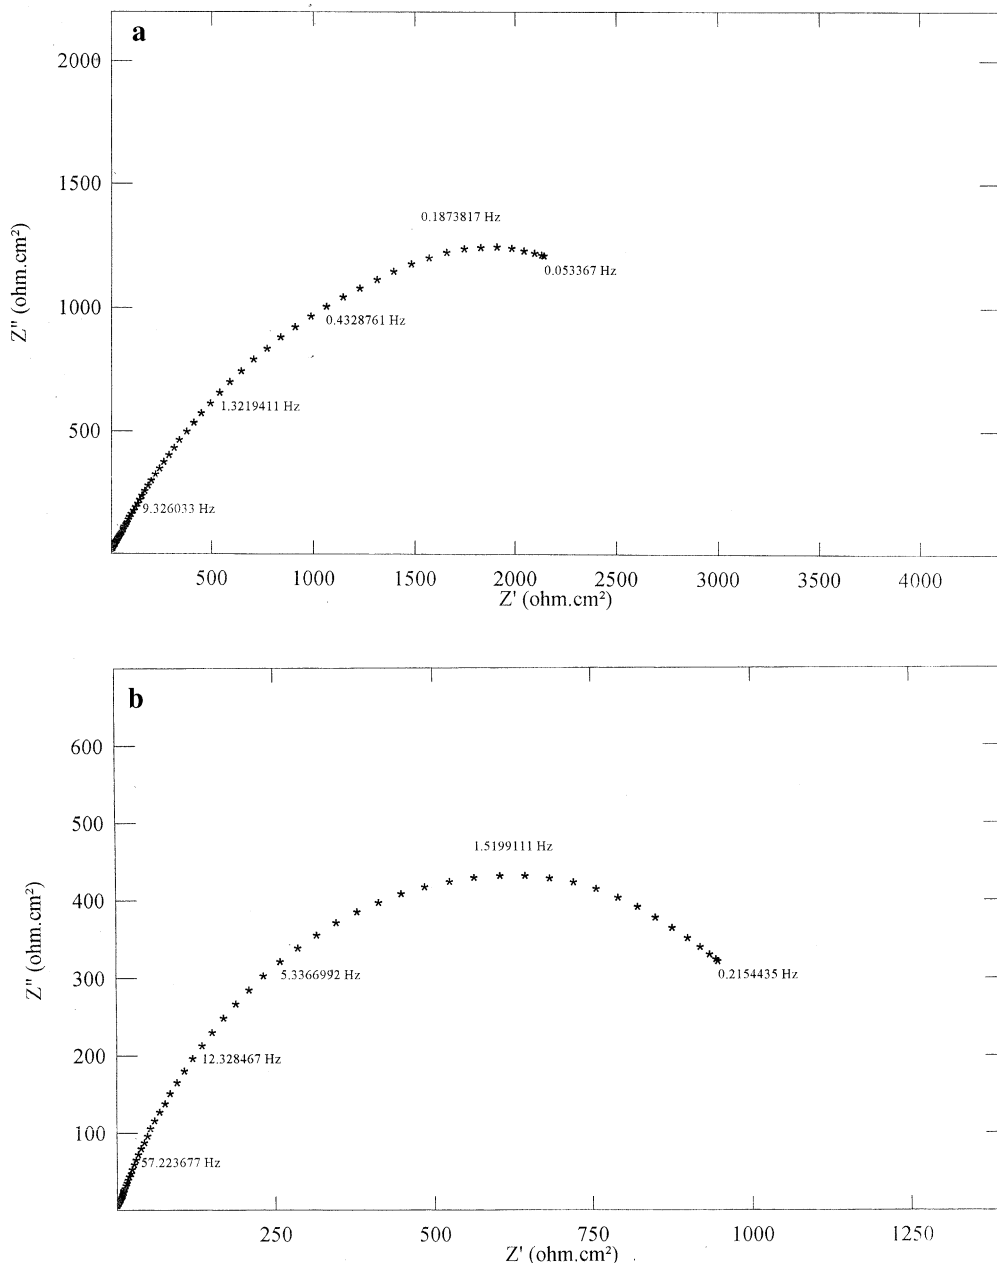 a
2000
1500
0.1873817 Hz
0.053367 Hz
1000
0.4328761 Hz
1.3219411 Hz
500
9.326033 Hz
Z" (ohm.cm²)
500 1000 1500 2000 2500 3000 3500 4000
Z' (ohm.cm²)
b
600
500
1.5199111 Hz
400
300
5.3366992 Hz
0.2154435 Hz
200
12.328467 Hz
100
57.223677 Hz
Z" (ohm.cm²)
250 500 750 1000 1250
Z' (ohm.cm²)